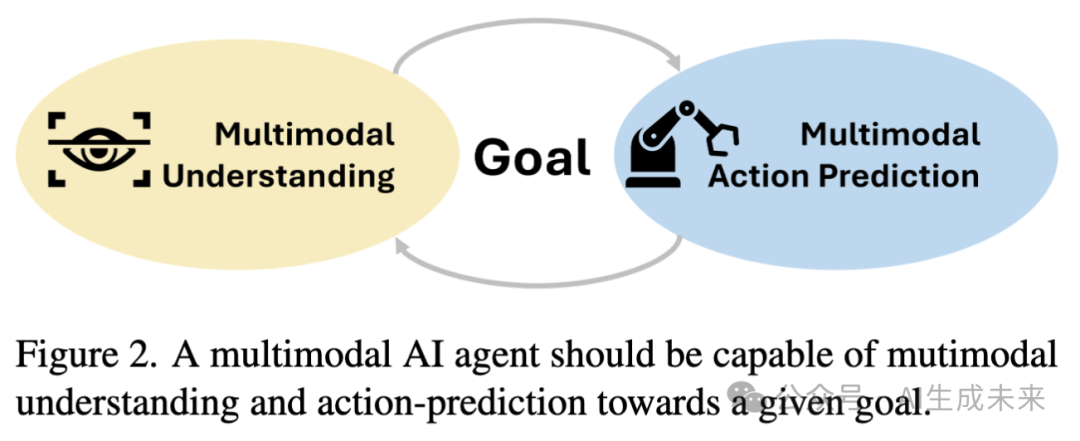 Multimodal
Understanding
Goal
Multimodal
Action Prediction
Figure 2. A multimodal AI agent should be capable of mutimodal
understanding and action-prediction towards a given goal.
公众号 · AI生成未来